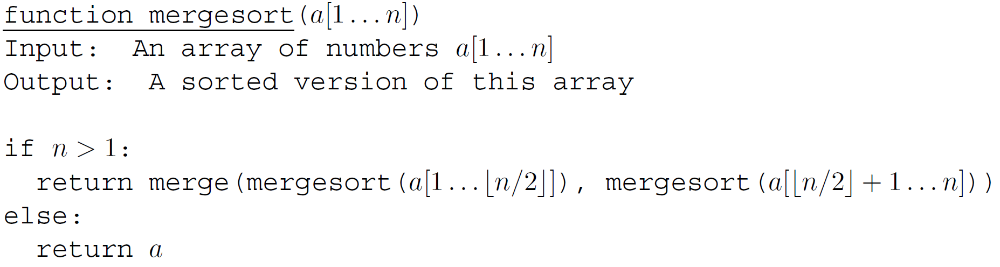 function mergesort(a[1...n])
Input: An array of numbers a[1...n]
Output: A sorted version of this array
if n > 1:
return merge(mergesort(a[1...⌊n/2⌋]), mergesort(a[⌊n/2⌋ + 1...n]))
else:
return a